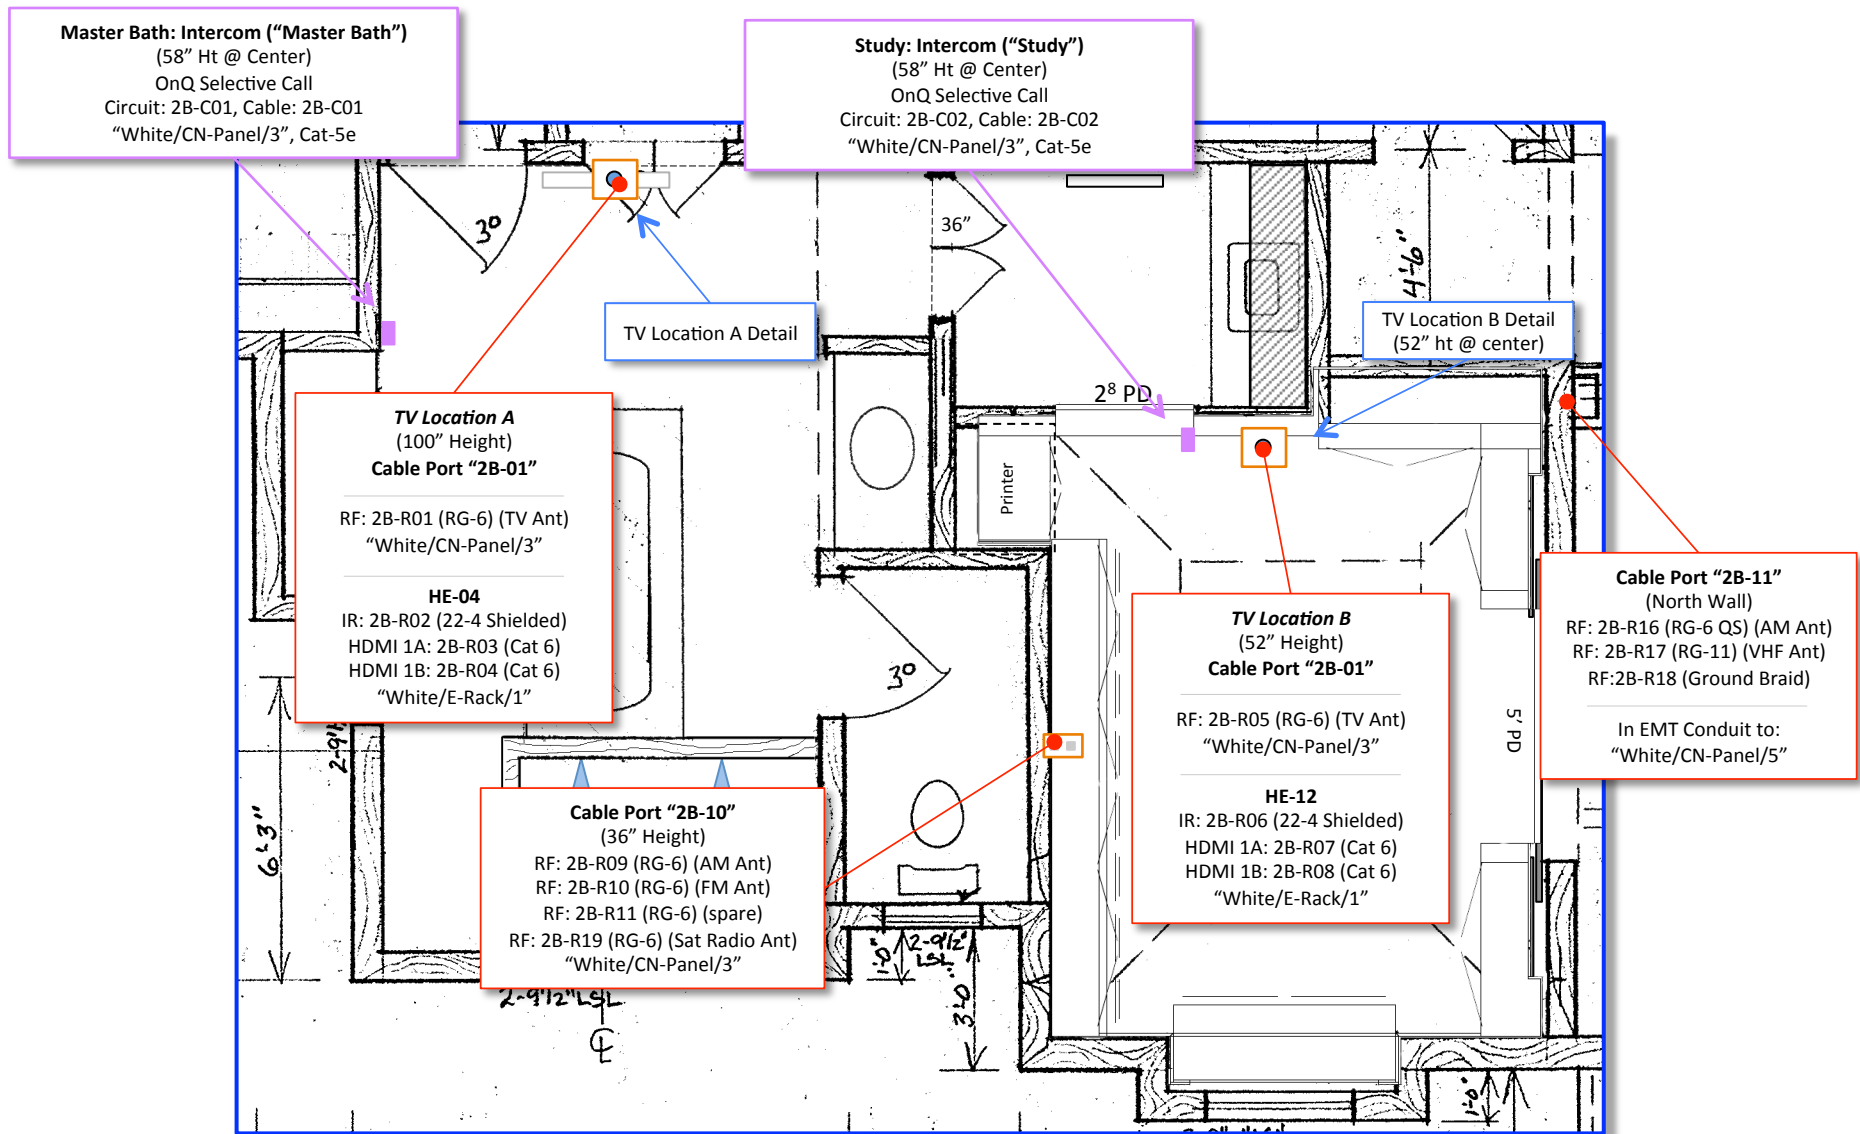 Master Bath: Intercom (“Master Bath”)
(58” Ht @ Center)
OnQ Selective Call
Circuit: 2B-C01, Cable: 2B-C01
“White/CN-Panel/3”, Cat-5e
Study: Intercom (“Study”)
(58” Ht @ Center)
OnQ Selective Call
Circuit: 2B-C02, Cable: 2B-C02
“White/CN-Panel/3”, Cat-5e
3⁰
36”
4'-6"
TV Location A Detail
TV Location B Detail
(52” ht @ center)
2⁸ PD
Printer
TV Location A
(100” Height)
Cable Port “2B-01”
RF: 2B-R01 (RG-6) (TV Ant)
“White/CN-Panel/3”
HE-04
IR: 2B-R02 (22-4 Shielded)
HDMI 1A: 2B-R03 (Cat 6)
HDMI 1B: 2B-R04 (Cat 6)
“White/E-Rack/1”
3⁰
TV Location B
(52” Height)
Cable Port “2B-01”
RF: 2B-R05 (RG-6) (TV Ant)
“White/CN-Panel/3”
HE-12
IR: 2B-R06 (22-4 Shielded)
HDMI 1A: 2B-R07 (Cat 6)
HDMI 1B: 2B-R08 (Cat 6)
“White/E-Rack/1”
Cable Port “2B-11”
(North Wall)
RF: 2B-R16 (RG-6 QS) (AM Ant)
RF: 2B-R17 (RG-11) (VHF Ant)
RF:2B-R18 (Ground Braid)
In EMT Conduit to:
“White/CN-Panel/5”
5' PD
6'-3"
Cable Port “2B-10”
(36” Height)
RF: 2B-R09 (RG-6) (AM Ant)
RF: 2B-R10 (RG-6) (FM Ant)
RF: 2B-R11 (RG-6) (spare)
RF: 2B-R19 (RG-6) (Sat Radio Ant)
“White/CN-Panel/3”
1'-0"
2-9½"
LSL
2-9½" LSL
3'-0"
1'-0"